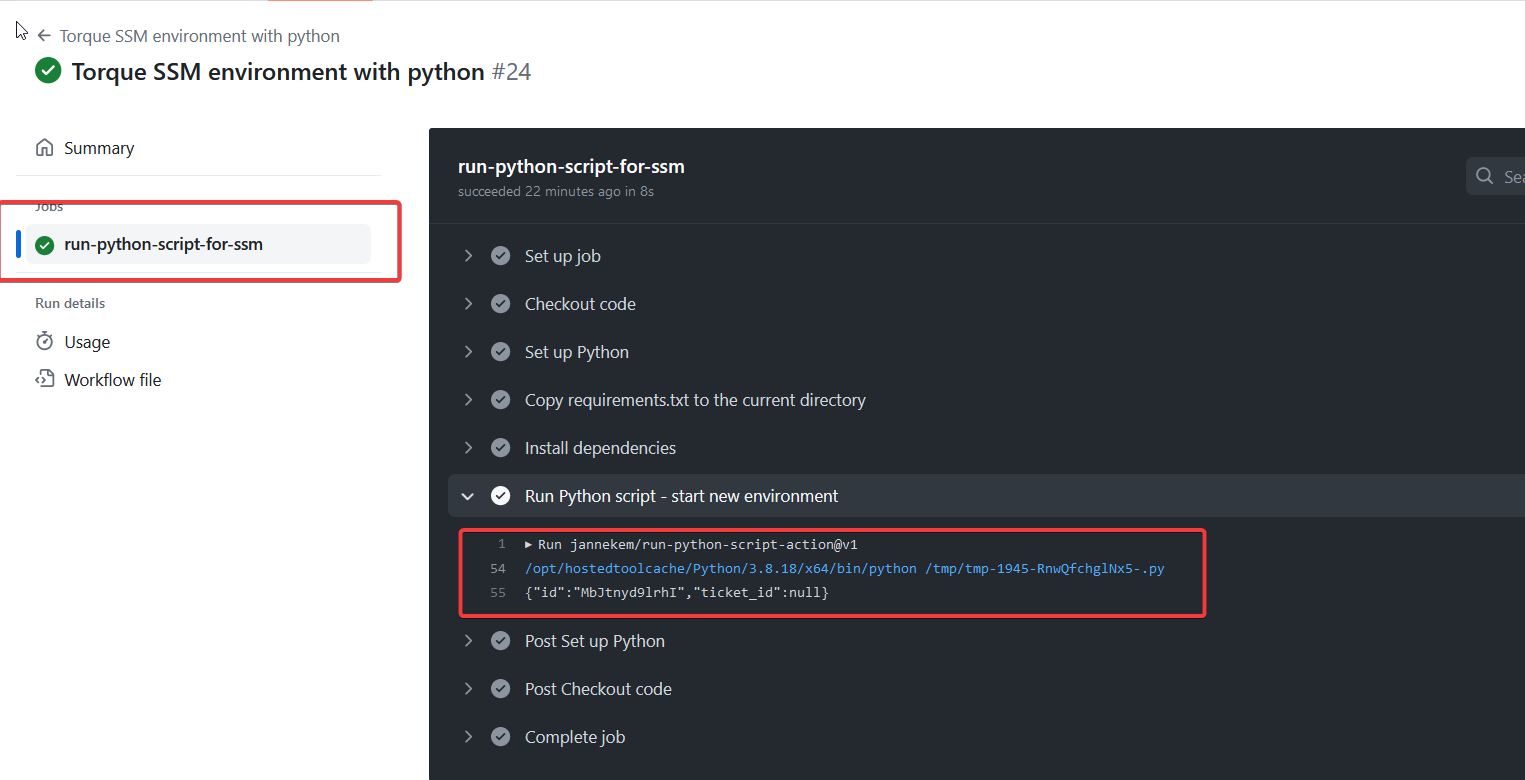 Torque SSM environment with python
Torque SSM environment with python #24
Summary
Jobs
run-python-script-for-ssm
Run details
Usage
Workflow file
run-python-script-for-ssm
succeeded 22 minutes ago in 8s
Set up job
Checkout code
Set up Python
Copy requirements.txt to the current directory
Install dependencies
Run Python script - start new environment
1 Run jannekem/run-python-script-action@v1
54 /opt/hostedtoolcache/Python/3.8.18/x64/bin/python /tmp/tmp-1945-RnwQfchglNx5-.py
55 {"id":"MbJtnyd9lrhI","ticket_id":null}
Post Set up Python
Post Checkout code
Complete job